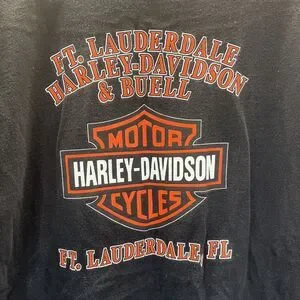 FT. LAUDERDALE
HARLEY-DAVIDSON
& BUELL
MOTOR
HARLEY-DAVIDSON
CYCLES
FT. LAUDERDALE, FL